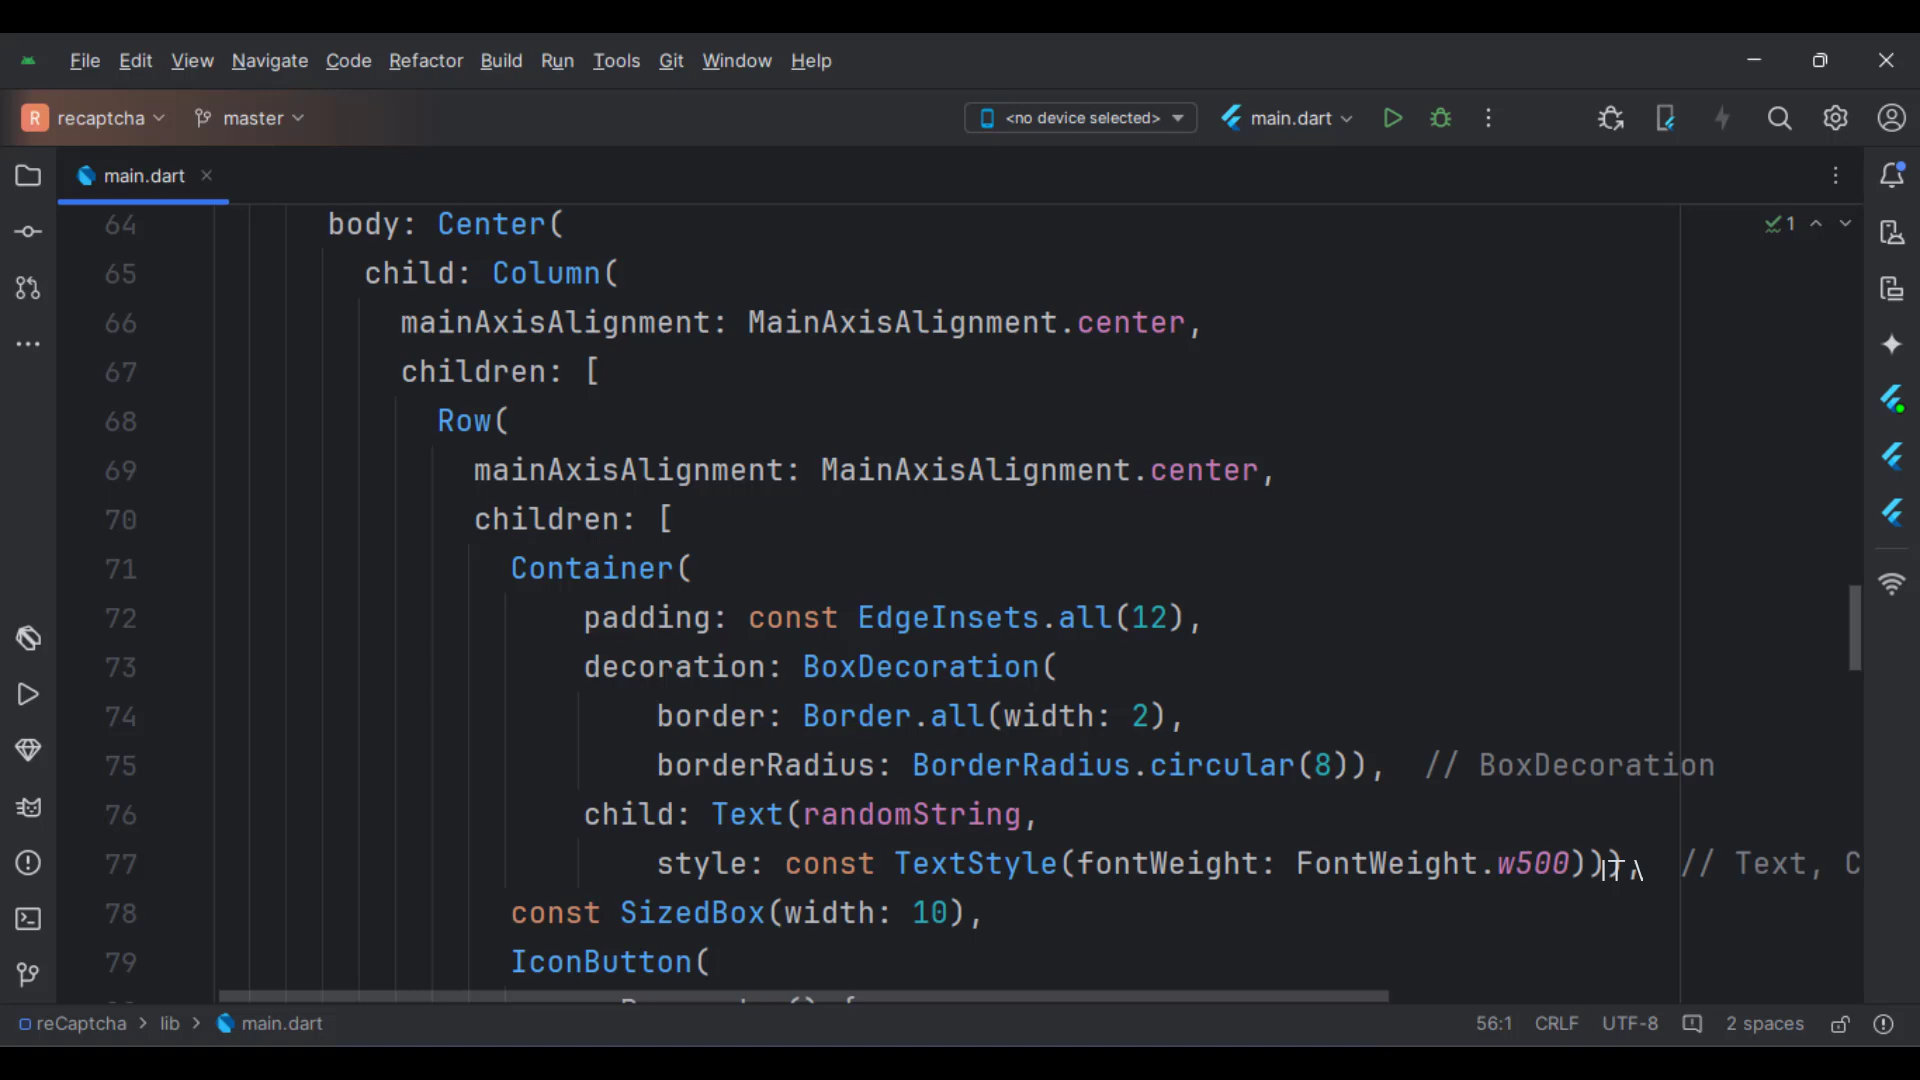 File Edit View Navigate Code Refactor Build Run Tools Git Window Help
R recaptcha master <no device selected> main.dart
main.dart
64 body: Center(
1
65 child: Column(
66 mainAxisAlignment: MainAxisAlignment.center,
67 children: [
68 Row(
69 mainAxisAlignment: MainAxisAlignment.center,
70 children: [
71 Container(
72 padding: const EdgeInsets.all(12),
73 decoration: BoxDecoration(
74 border: Border.all(width: 2),
75 borderRadius: BorderRadius.circular(8)), // BoxDecoration
76 child: Text(randomString,
77 style: const TextStyle(fontWeight: FontWeight.w500))), // Text, C
78 const SizedBox(width: 10),
79 IconButton(
reCaptcha > lib > main.dart 56:1 CRLF UTF-8 2 spaces